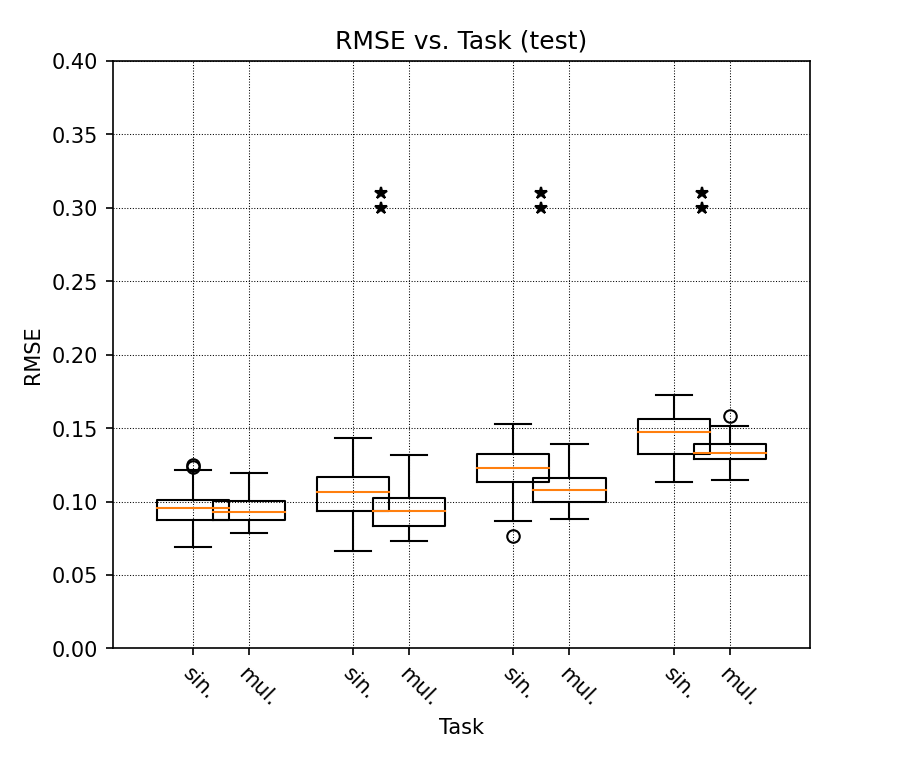 RMSE vs. Task (test)
0.40
0.35
0.30
0.25
0.20
0.15
0.10
0.05
0.00
RMSE
sin. mul. sin. mul. sin. mul. sin. mul.
Task